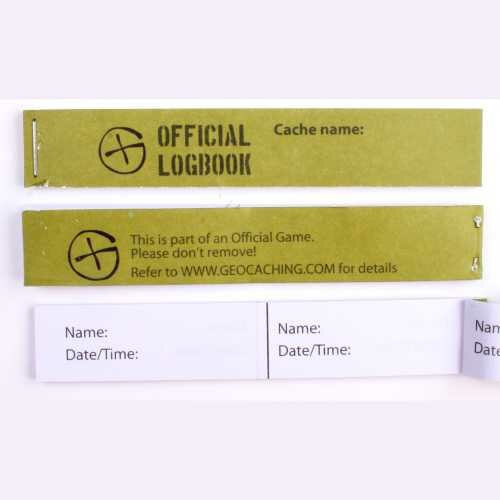 OFFICIAL
LOGBOOK
Cache name:
This is part of an Official Game.
Please don't remove!
Refer to WWW.GEOCACHING.COM for details
Name:
Date/Time:
Name:
Date/Time: